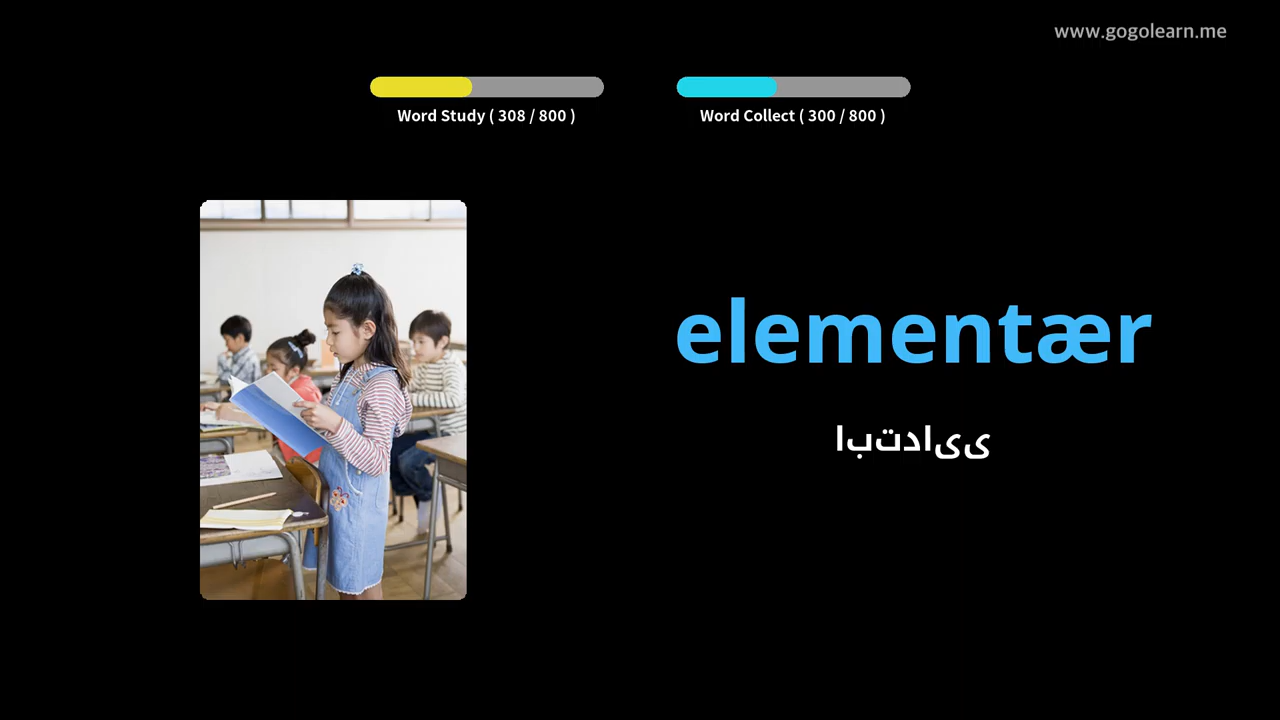 www.gogolearn.me
Word Study ( 308 / 800 )
Word Collect ( 300 / 800 )
elementær
ابتدایی